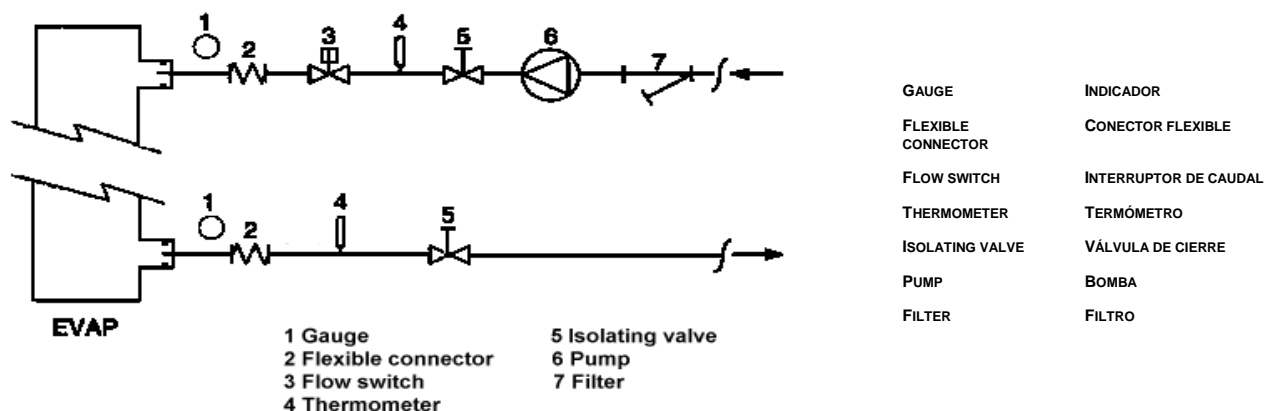 1
2
3
4
5
6
7
1
2
4
5
EVAP
1 Gauge
2 Flexible connector
3 Flow switch
4 Thermometer
5 Isolating valve
6 Pump
7 Filter
GAUGE INDICADOR
FLEXIBLE CONNECTOR CONECTOR FLEXIBLE
FLOW SWITCH INTERRUPTOR DE CAUDAL
THERMOMETER TERMÓMETRO
ISOLATING VALVE VÁLVULA DE CIERRE
PUMP BOMBA
FILTER FILTRO